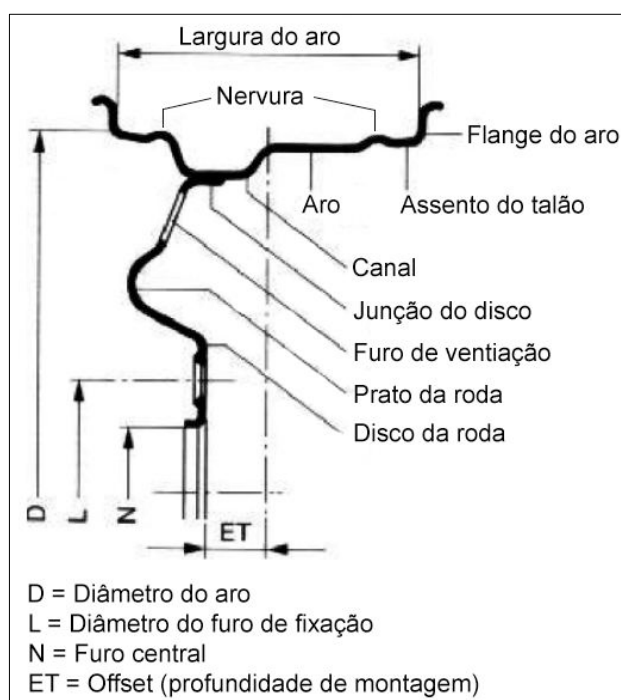 Largura do aro
Nervura
Flange do aro
Aro
Assento do talão
Canal
Junção do disco
Furo de ventiação
Prato da roda
Disco da roda
D
L
N
ET
D = Diâmetro do aro
L = Diâmetro do furo de fixação
N = Furo central
ET = Offset (profundidade de montagem)